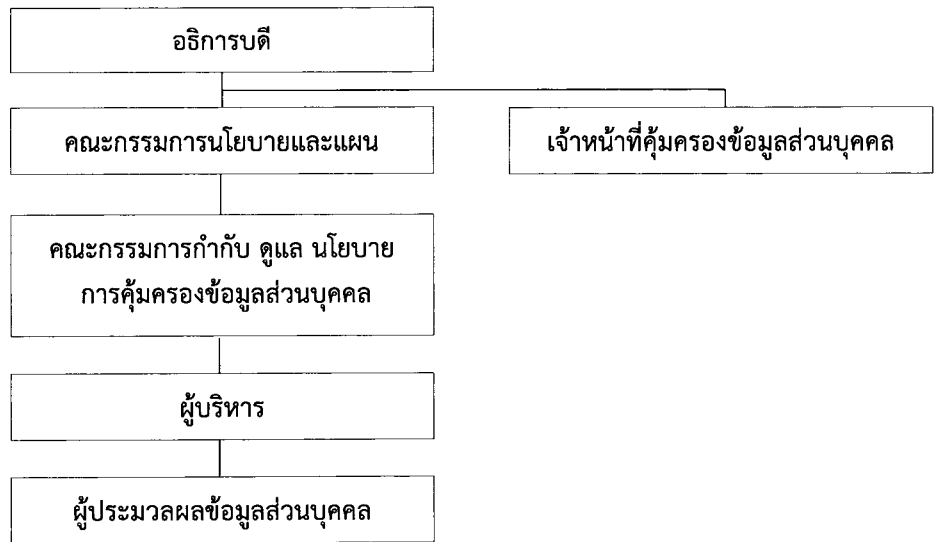 อธิการบดี
คณะกรรมการนโยบายและแผน
เจ้าหน้าที่คุ้มครองข้อมูลส่วนบุคคล
คณะกรรมการกำกับ ดูแล นโยบาย
การคุ้มครองข้อมูลส่วนบุคคล
ผู้บริหาร
ผู้ประมวลผลข้อมูลส่วนบุคคล